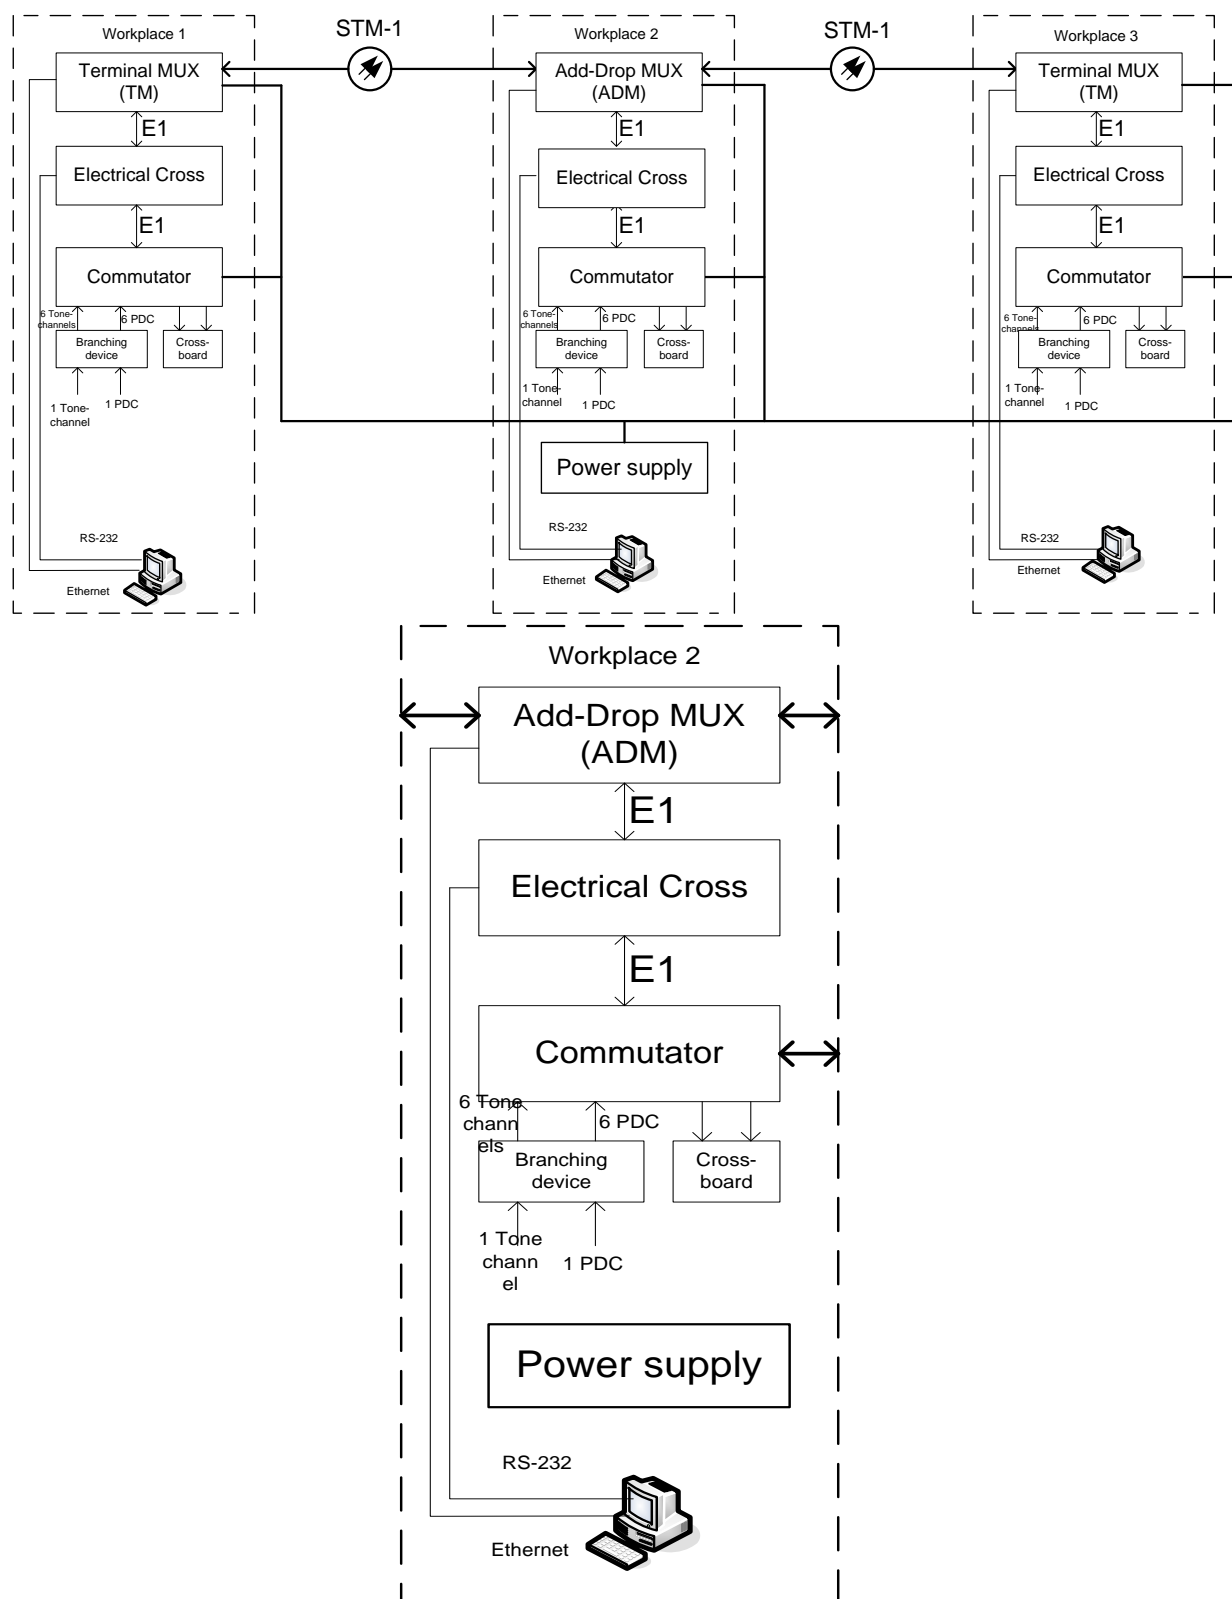 Workplace 1
Terminal MUX
(TM)
E1
Electrical Cross
E1
Commutator
6 Tone-
channels
6 PDC
Branching
device
Cross-
board
1 Tone-
channel
1 PDC
RS-232
Ethernet
STM-1
Workplace 2
Add-Drop MUX
(ADM)
E1
Electrical Cross
E1
Commutator
6 Tone-
channels
6 PDC
Branching
device
Cross-
board
1 Tone-
channel
1 PDC
Power supply
RS-232
Ethernet
STM-1
Workplace 3
Terminal MUX
(TM)
E1
Electrical Cross
E1
Commutator
6 Tone-
channels
6 PDC
Branching
device
Cross-
board
1 Tone-
channel
1 PDC
RS-232
Ethernet
Workplace 2
Add-Drop MUX
(ADM)
E1
Electrical Cross
E1
Commutator
6 Tone
chann
els
6 PDC
Branching
device
Cross-
board
1 Tone
chann
el
1 PDC
Power supply
RS-232
Ethernet